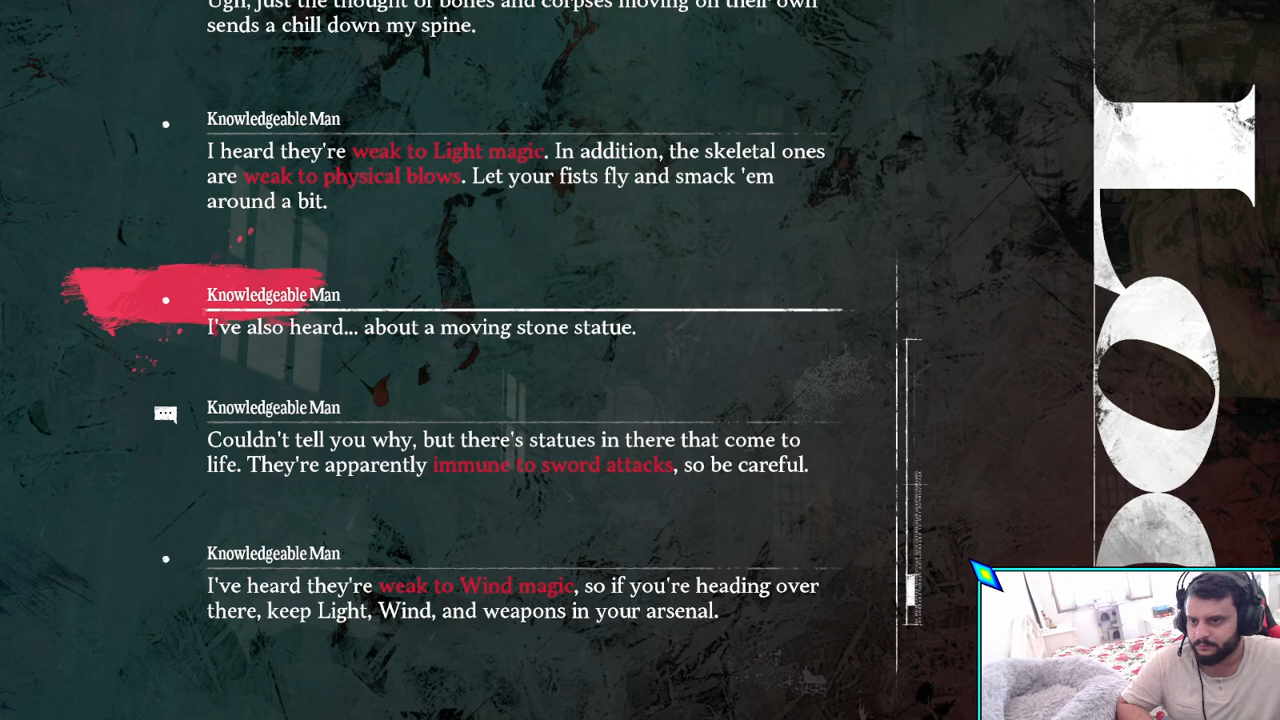 Ugh, just the thought of bones and corpses moving on their own
sends a chill down my spine.
Knowledgeable Man
I heard they're weak to Light magic. In addition, the skeletal ones
are weak to physical blows. Let your fists fly and smack 'em
around a bit.
Knowledgeable Man
I've also heard... about a moving stone statue.
Knowledgeable Man
Couldn't tell you why, but there's statues in there that come to
life. They're apparently immune to sword attacks, so be careful.
Knowledgeable Man
I've heard they're weak to Wind magic, so if you're heading over
there, keep Light, Wind, and weapons in your arsenal.